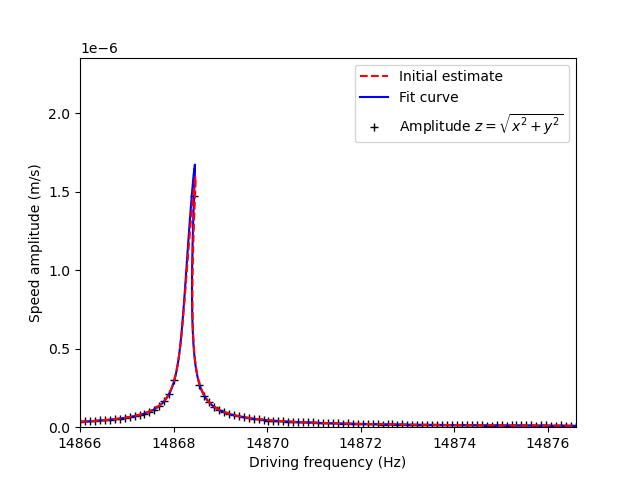 1e−6
Initial estimate
Fit curve
Amplitude z = √x² + y²
2.0
1.5
1.0
0.5
0.0
14866 14868 14870 14872 14874 14876
Speed amplitude (m/s)
Driving frequency (Hz)